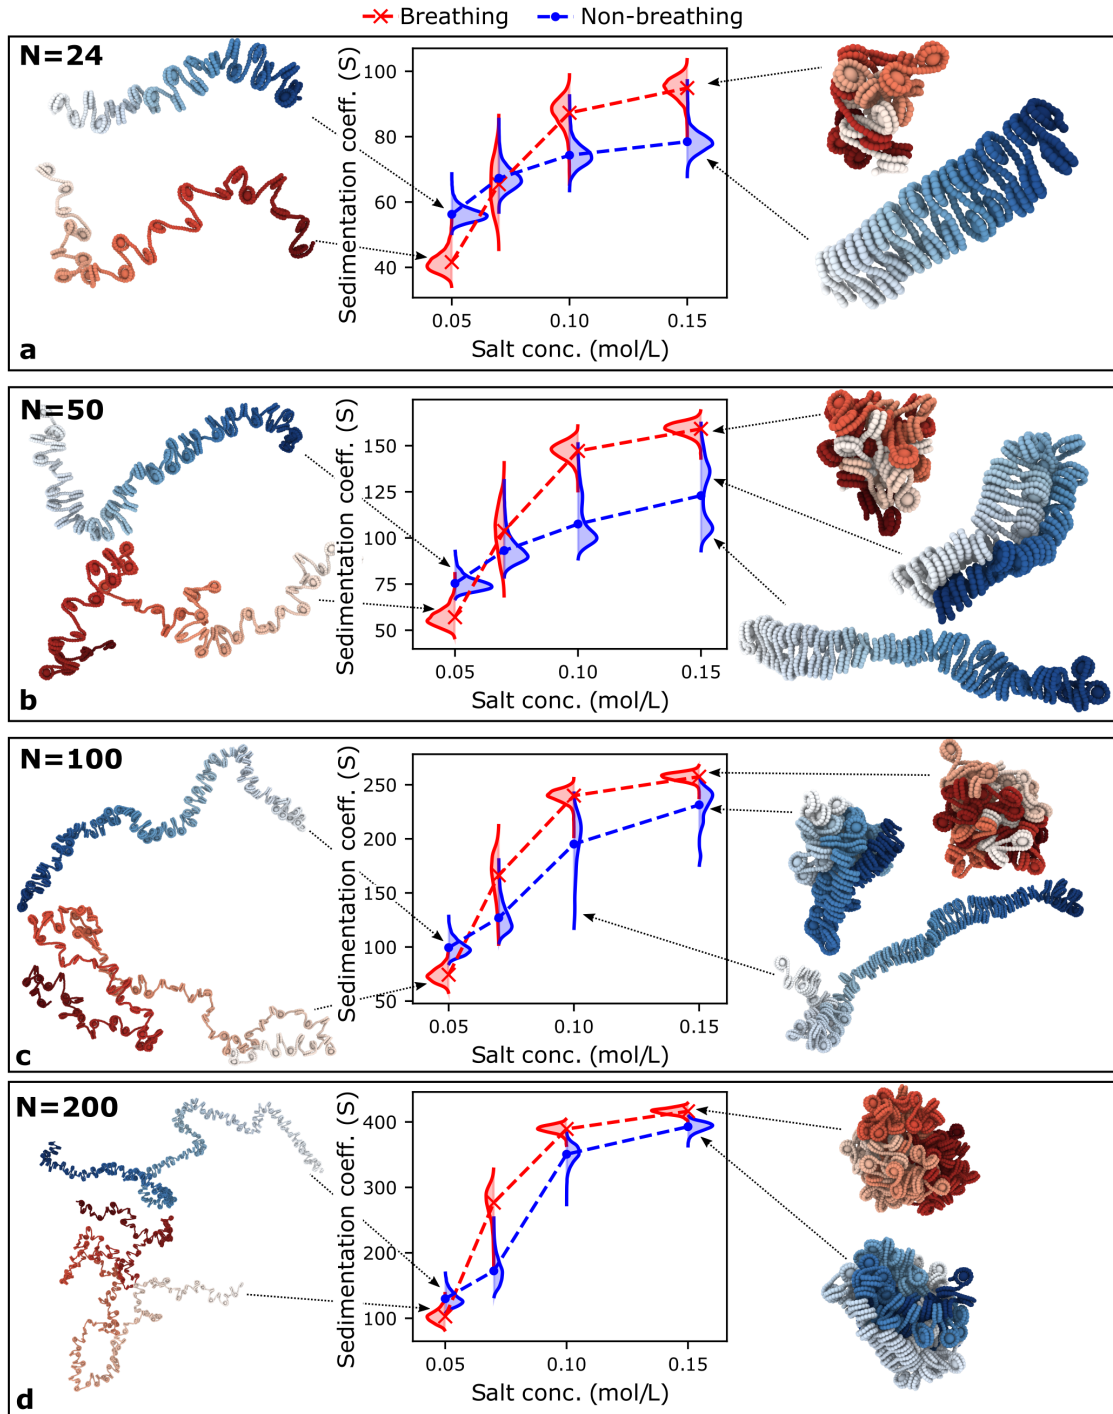 Breathing Non-breathing
N=24
Sedimentation coeff. (S)
100
80
60
40
0.05 0.10 0.15
Salt conc. (mol/L)
a
N=50
Sedimentation coeff. (S)
150
125
100
75
50
0.05 0.10 0.15
Salt conc. (mol/L)
b
N=100
Sedimentation coeff. (S)
250
200
150
100
50
0.05 0.10 0.15
Salt conc. (mol/L)
c
N=200
Sedimentation coeff. (S)
400
300
200
100
0.05 0.10 0.15
Salt conc. (mol/L)
d